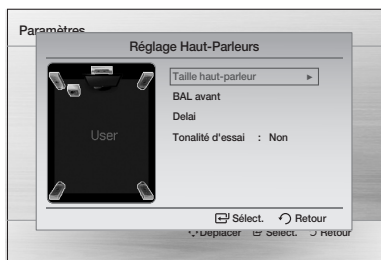 Paramètres
Réglage Haut-Parleurs
Taille haut-parleur ►
BAL avant
Delai
Tonalité d'essai : Non
User
Sélect. Retour
Déplacer Sélect. Retour